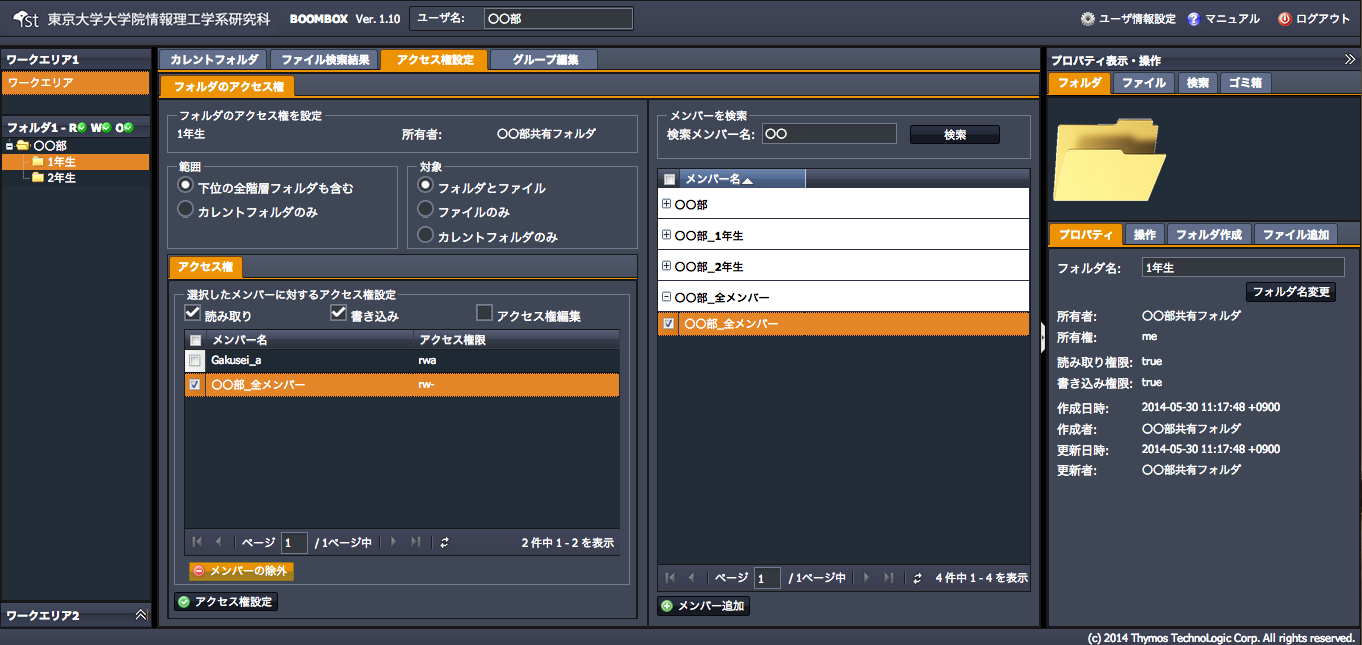 ist 東京大学大学院情報理工学系研究科 BOOMBOX Ver. 1.10 ユーザ名: 〇〇部 ユーザ情報設定 マニュアル ログアウト
ワークエリア1
ワークエリア
フォルダ1 - R W O
〇〇部
1年生
2年生
ワークエリア2
カレントフォルダ ファイル検索結果 アクセス権設定 グループ編集
フォルダのアクセス権
フォルダのアクセス権を設定
1年生 所有者: 〇〇部共有フォルダ
範囲
下位の全階層フォルダも含む
カレントフォルダのみ
対象
フォルダとファイル
ファイルのみ
カレントフォルダのみ
アクセス権
選択したメンバーに対するアクセス権設定
読み取り 書き込み アクセス権編集
メンバー名 アクセス権限
Gakusei_a rwa
〇〇部_全メンバー rw-
ページ 1 / 1ページ中 2 件中 1 - 2 を表示
メンバーの除外
アクセス権設定
メンバーを検索
検索メンバー名: 〇〇 検索
メンバー名
〇〇部
〇〇部_1年生
〇〇部_2年生
〇〇部_全メンバー
〇〇部_全メンバー
ページ 1 / 1ページ中 4 件中 1 - 4 を表示
メンバー追加
プロパティ表示・操作
フォルダ ファイル 検索 ゴミ箱
プロパティ 操作 フォルダ作成 ファイル追加
フォルダ名: 1年生
フォルダ名変更
所有者: 〇〇部共有フォルダ
所有権: me
読み取り権限: true
書き込み権限: true
作成日時: 2014-05-30 11:17:48 +0900
作成者: 〇〇部共有フォルダ
更新日時: 2014-05-30 11:17:48 +0900
更新者: 〇〇部共有フォルダ
(c) 2014 Thymos TechnoLogic Corp. All rights reserved.